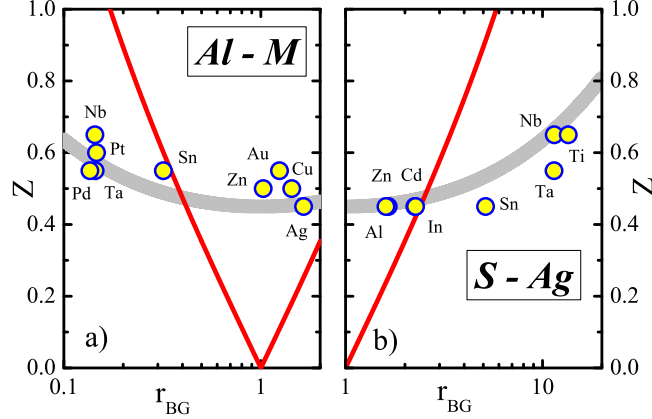 1.0
0.8
0.6
0.4
0.2
0.0
Z
Al - M
Nb
Pt
Pd
Ta
Sn
Au
Cu
Zn
Ag
a)
0.1
1
r_BG
1.0
0.8
0.6
0.4
0.2
0.0
Z
Nb
Ti
Ta
Zn
Cd
Al
In
Sn
S - Ag
b)
1
10
r_BG